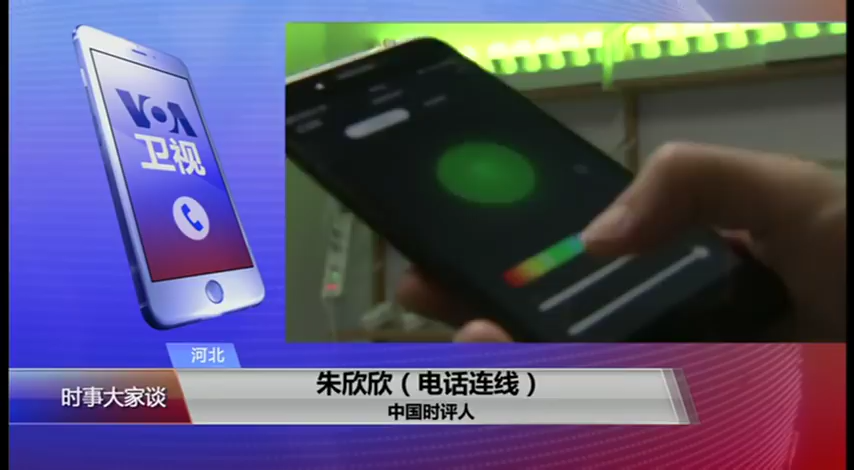 VOA
卫视
河北
时事大家谈
朱欣欣（电话连线）
中国时评人